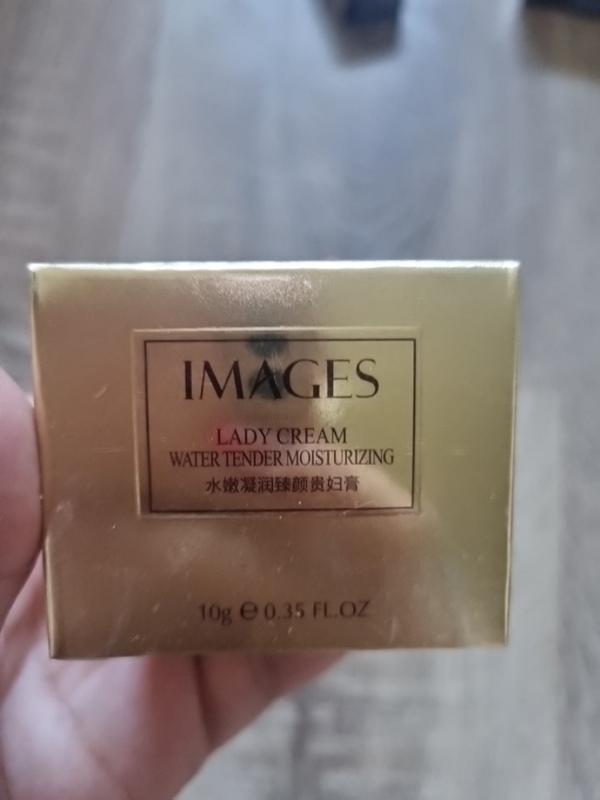 IMAGES
LADY CREAM
WATER TENDER MOISTURIZING
水嫩凝润臻颜贵妇膏
10g ℮ 0.35 FL.OZ